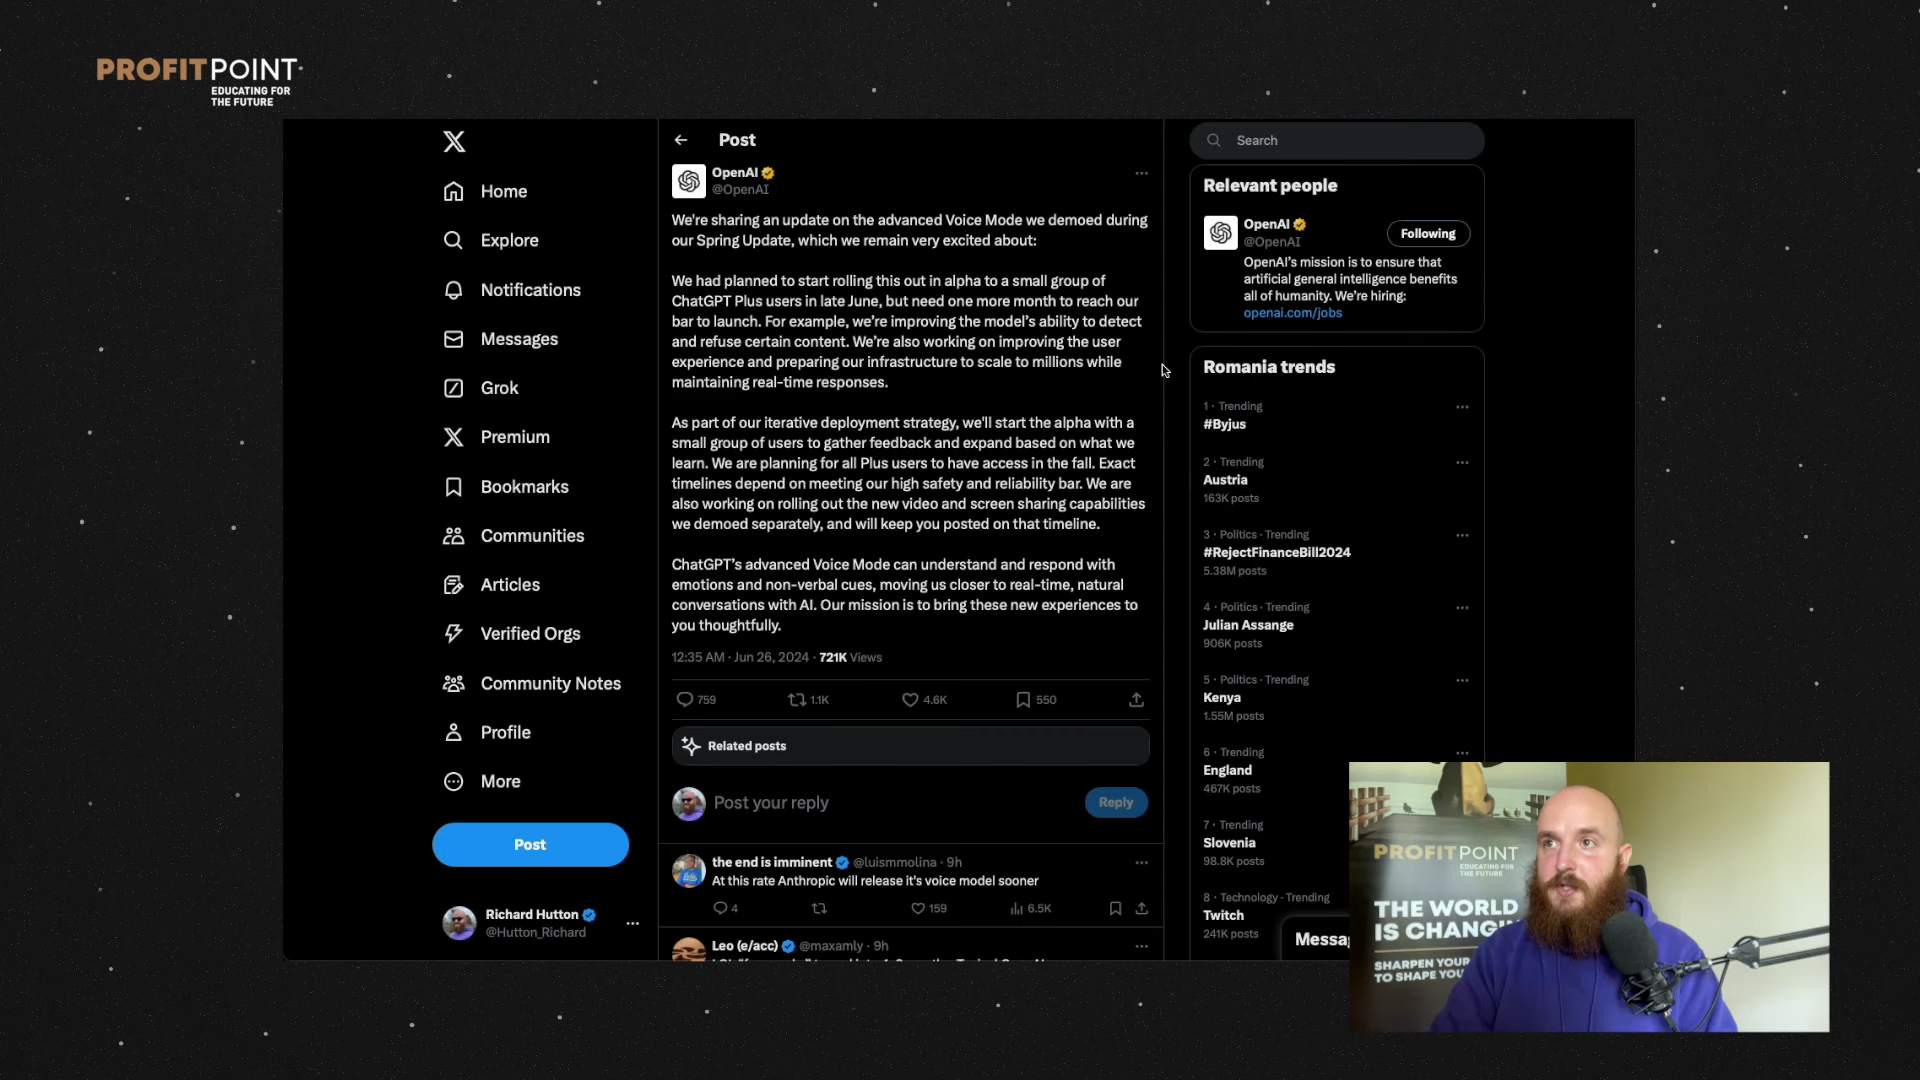 PROFITPOINT
EDUCATING FOR
THE FUTURE
Home
Explore
Notifications
Messages
Grok
Premium
Bookmarks
Communities
Articles
Verified Orgs
Community Notes
Profile
More
Post
Richard Hutton
@Hutton_Richard
Post
OpenAI
@OpenAI
We're sharing an update on the advanced Voice Mode we demoed during
our Spring Update, which we remain very excited about:
We had planned to start rolling this out in alpha to a small group of
ChatGPT Plus users in late June, but need one more month to reach our
bar to launch. For example, we’re improving the model’s ability to detect
and refuse certain content. We’re also working on improving the user
experience and preparing our infrastructure to scale to millions while
maintaining real-time responses.
As part of our iterative deployment strategy, we'll start the alpha with a
small group of users to gather feedback and expand based on what we
learn. We are planning for all Plus users to have access in the fall. Exact
timelines depend on meeting our high safety and reliability bar. We are
also working on rolling out the new video and screen sharing capabilities
we demoed separately, and will keep you posted on that timeline.
ChatGPT’s advanced Voice Mode can understand and respond with
emotions and non-verbal cues, moving us closer to real-time, natural
conversations with AI. Our mission is to bring these new experiences to
you thoughtfully.
12:35 AM · Jun 26, 2024 · 721K Views
759 1.1K 4.6K 550
Related posts
Post your reply
Reply
the end is imminent @luismmolina · 9h
At this rate Anthropic will release it's voice model sooner
4 159 6.5K
Leo (e/acc) @maxamly · 9h
Search
Relevant people
OpenAI
@OpenAI
Following
OpenAI’s mission is to ensure that
artificial general intelligence benefits
all of humanity. We’re hiring:
openai.com/jobs
Romania trends
1 · Trending
#Byjus
2 · Trending
Austria
163K posts
3 · Politics · Trending
#RejectFinanceBill2024
5.38M posts
4 · Politics · Trending
Julian Assange
906K posts
5 · Politics · Trending
Kenya
1.55M posts
6 · Trending
England
467K posts
7 · Trending
Slovenia
98.8K posts
8 · Technology · Trending
Twitch
241K posts
Messa
PROFITPOINT
EDUCATING FOR
THE FUTURE
THE WORLD
IS CHANGIN
SHARPEN YOUR
TO SHAPE YOU